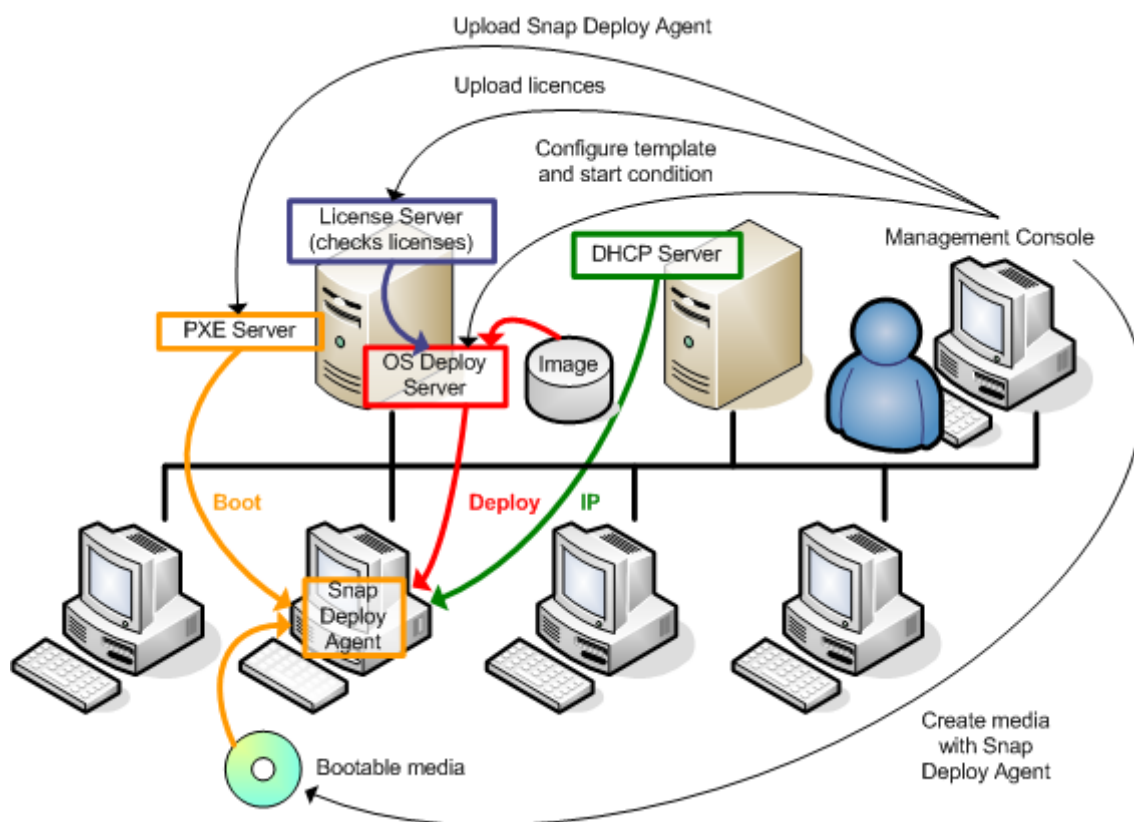 Upload Snap Deploy Agent
Upload licences
Configure template
and start condition
License Server
(checks licenses)
DHCP Server
Management Console
PXE Server
OS Deploy
Server
Image
Boot
Deploy
IP
Snap
Deploy
Agent
Create media
with Snap
Deploy Agent
Bootable media